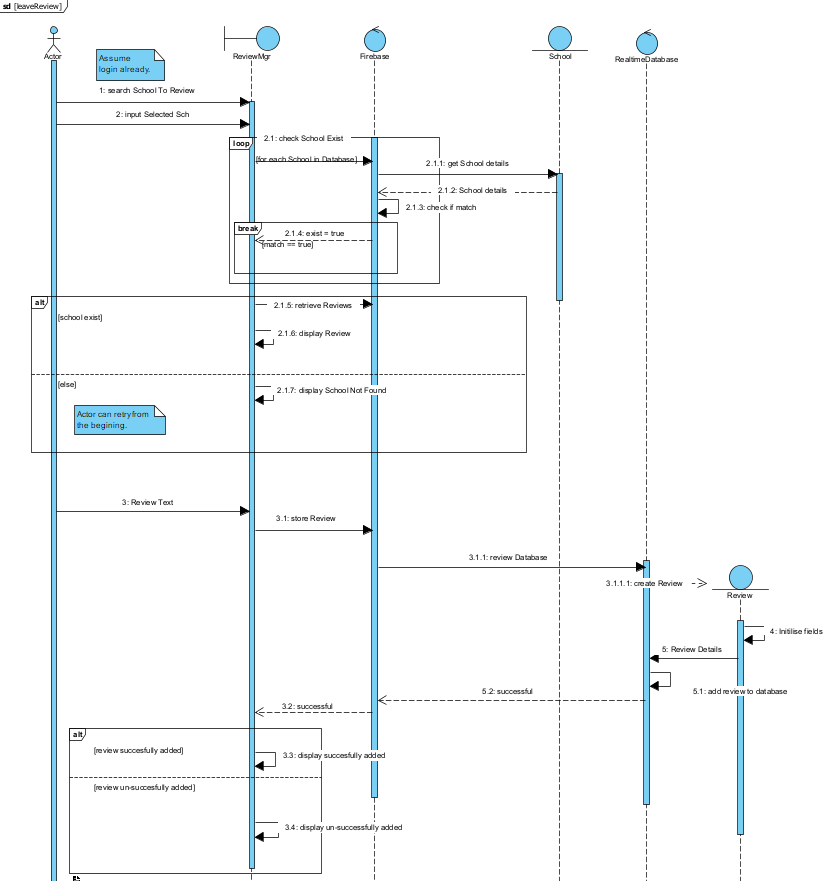 sd [leaveReview]
Actor
ReviewMgr
Firebase
School
RealtimeDatabase
Assume
login already.
1: search School To Review
2: input Selected Sch
loop
2.1: check School Exist
[for each School in Database]
2.1.1: get School details
2.1.2: School details
2.1.3: check if match
break
2.1.4: exist = true
[match == true]
alt
2.1.5: retrieve Reviews
[school exist]
2.1.6: display Review
[else]
2.1.7: display School Not Found
Actor can retry from
the begining.
3: Review Text
3.1: store Review
3.1.1: review Database
3.1.1.1: create Review
Review
4: Initilise fields
5: Review Details
5.1: add review to database
5.2: successful
3.2: successful
alt
[review succesfully added]
3.3: display succesfully added
[review un-succesfully added]
3.4: display un-successfully added